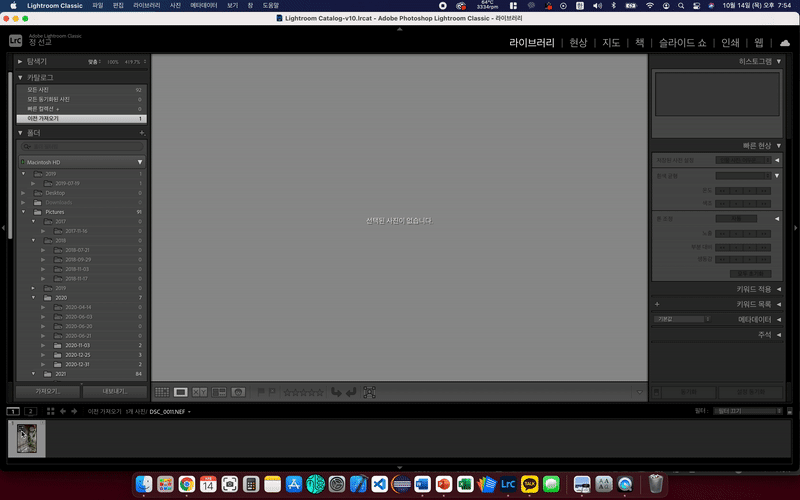 Lightroom Classic 파일 편집 라이브러리 사진 메타데이터 보기 창 도움말
64°C
3334rpm
10월 14일 (목) 오후 7:54
Lightroom Catalog-v10.lrcat - Adobe Photoshop Lightroom Classic - 라이브러리
Lrc
Adobe Lightroom Classic
정 선교
라이브러리 | 현상 | 지도 | 책 | 슬라이드 쇼 | 인쇄 | 웹
탐색기 맞춤 100%
히스토그램
카탈로그
모든 사진 92
모든 동기화된 사진 0
빠른 컬렉션 + 0
이전 가져오기 1
폴더 +
Macintosh HD
2019 1
2019-07-19 1
Desktop 0
Downloads 0
Pictures 91
2017 0
2017-11-16 0
2018 0
2018-07-21 0
2018-09-29 0
2018-11-03 0
2018-11-17 0
2019 0
2020 7
2020-04-14 0
2020-06-03 0
2020-06-20 0
2020-06-21 0
2020-11-03 2
2020-12-25 3
2020-12-31 2
2021 84
가져오기... 내보내기...
선택된 사진이 없습니다.
빠른 현상
키워드 적용
+ 키워드 목록
기본값 메타데이터
주석
1 2 이전 가져오기 1개 사진/ DSC_0011.NEF
필터 : 필터 끄기
14
Lrc
TALK